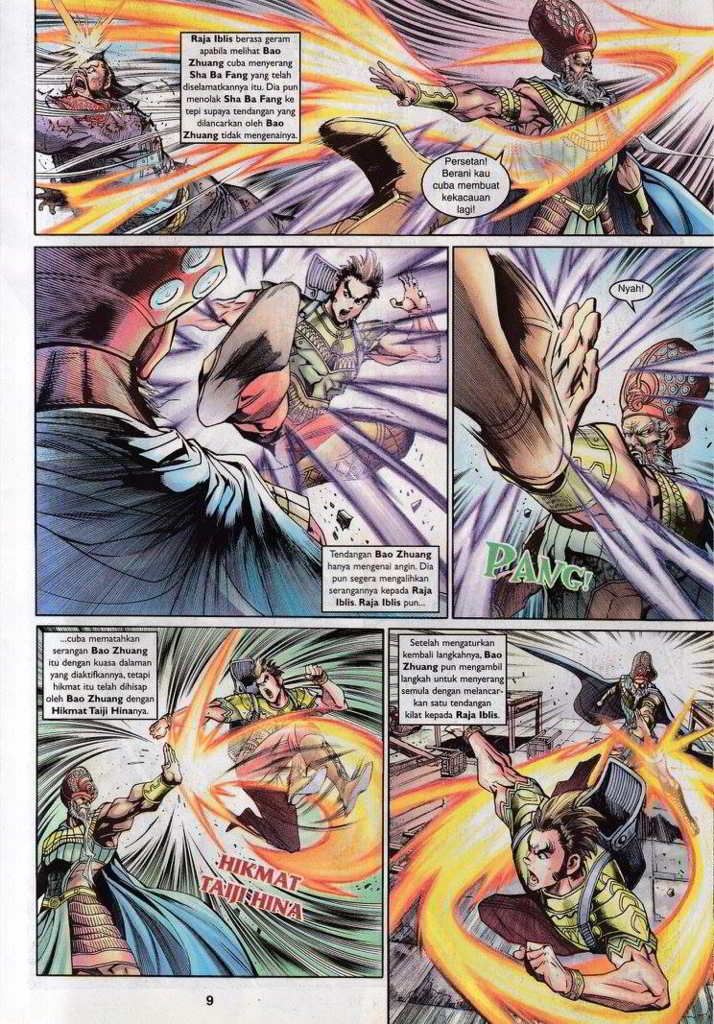 Raja Iblis berasa geram
apabila melihat Bao
Zhuang cuba menyerang
Sha Ba Fang yang telah
diselamatkannya itu. Dia pun
menolak Sha Ba Fang ke
tepi supaya tendangan yang
dilancarkan oleh Bao
Zhuang tidak mengenainya.
Persetan!
Berani kau
cuba membuat
kekacauan
lagi!
Tendangan Bao Zhuang
hanya mengenai angin. Dia
pun segera mengalihkan
serangannya kepada Raja
Iblis. Raja Iblis pun...
Nyah!
PANG!
...cuba mematahkan
serangan Bao Zhuang
itu dengan kuasa dalaman
yang diaktifkannya, tetapi
hikmat itu telah dihisap
oleh Bao Zhuang dengan
Hikmat Taiji Hinanya.
HIKMAT
TAIJI HINA
Setelah mengaturkan
kembali langkahnya, Bao
Zhuang pun mengambil
langkah untuk menyerang
semula dengan melancar-
kan satu tendangan
kilat kepada Raja Iblis.
9